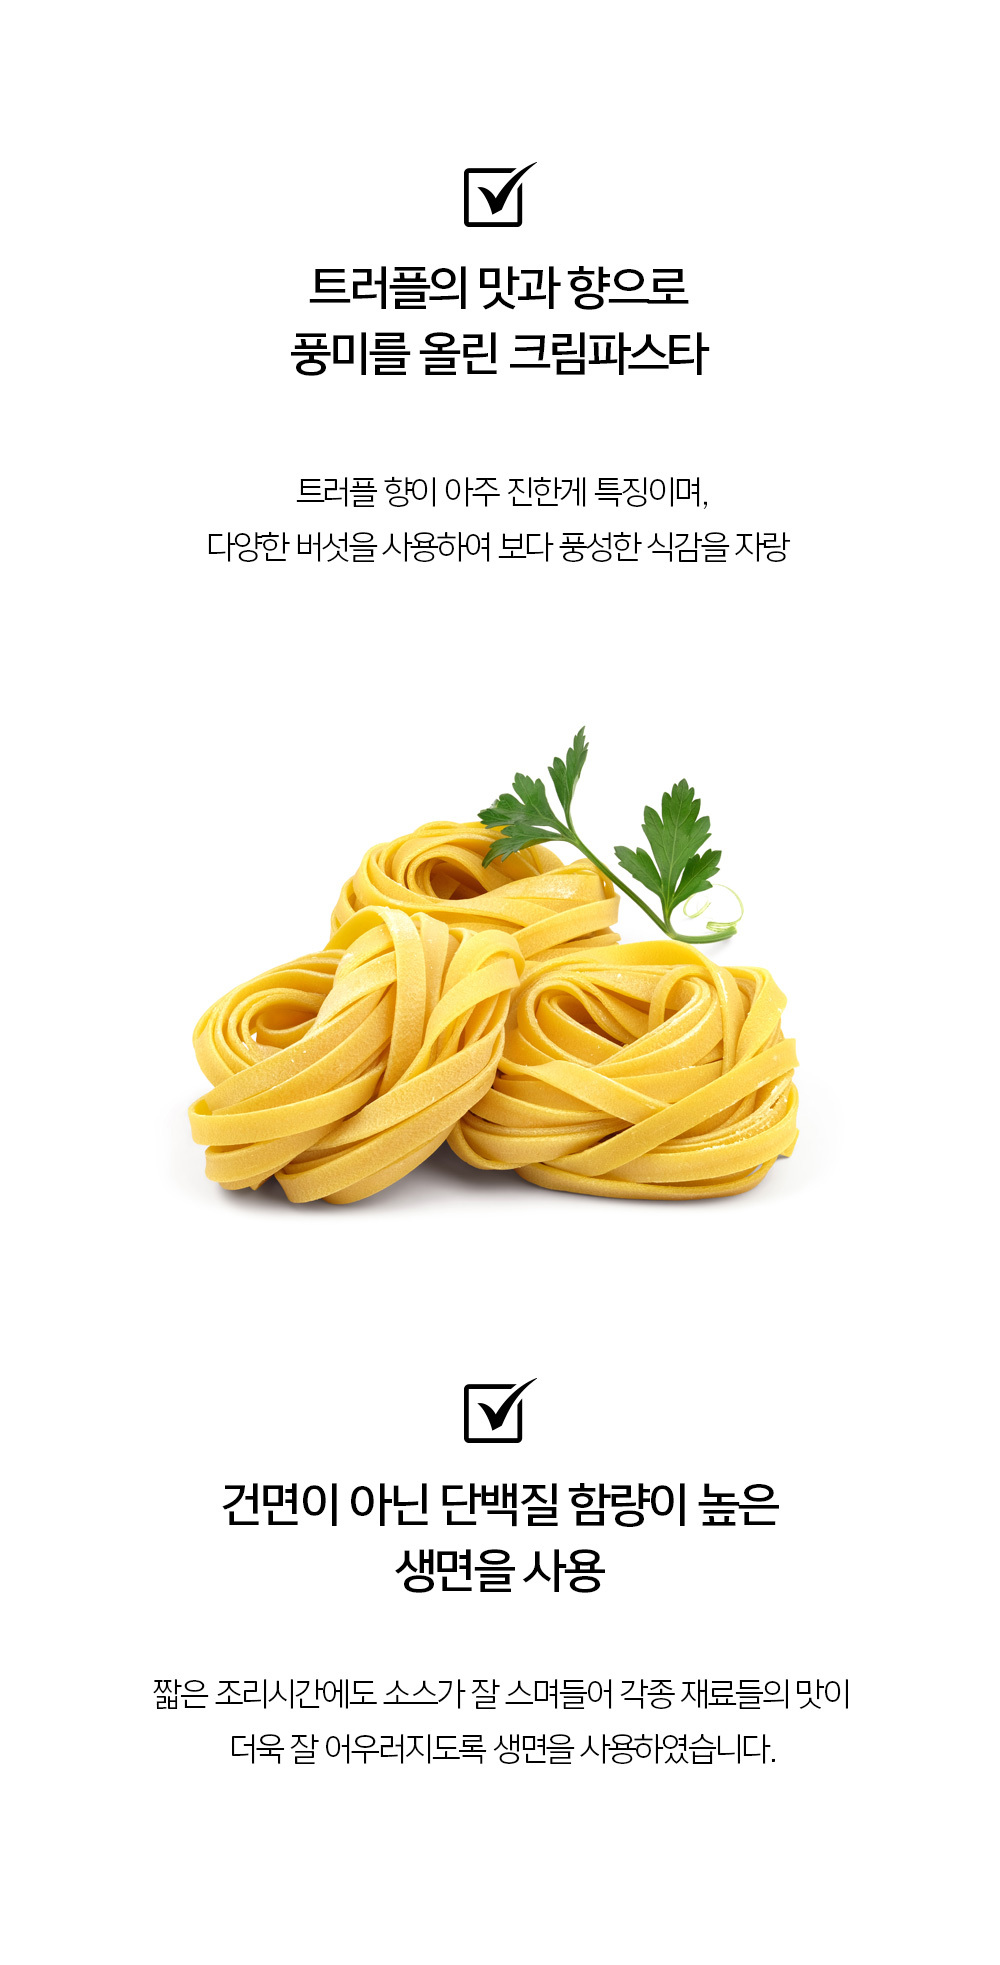 트러플의 맛과 향으로
풍미를 올린 크림파스타
트러플 향이 아주 진한게 특징이며,
다양한 버섯을 사용하여 보다 풍성한 식감을 자랑
건면이 아닌 단백질 함량이 높은
생면을 사용
짧은 조리시간에도 소스가 잘 스며들어 각종 재료들의 맛이
더욱 잘 어우러지도록 생면을 사용하였습니다.